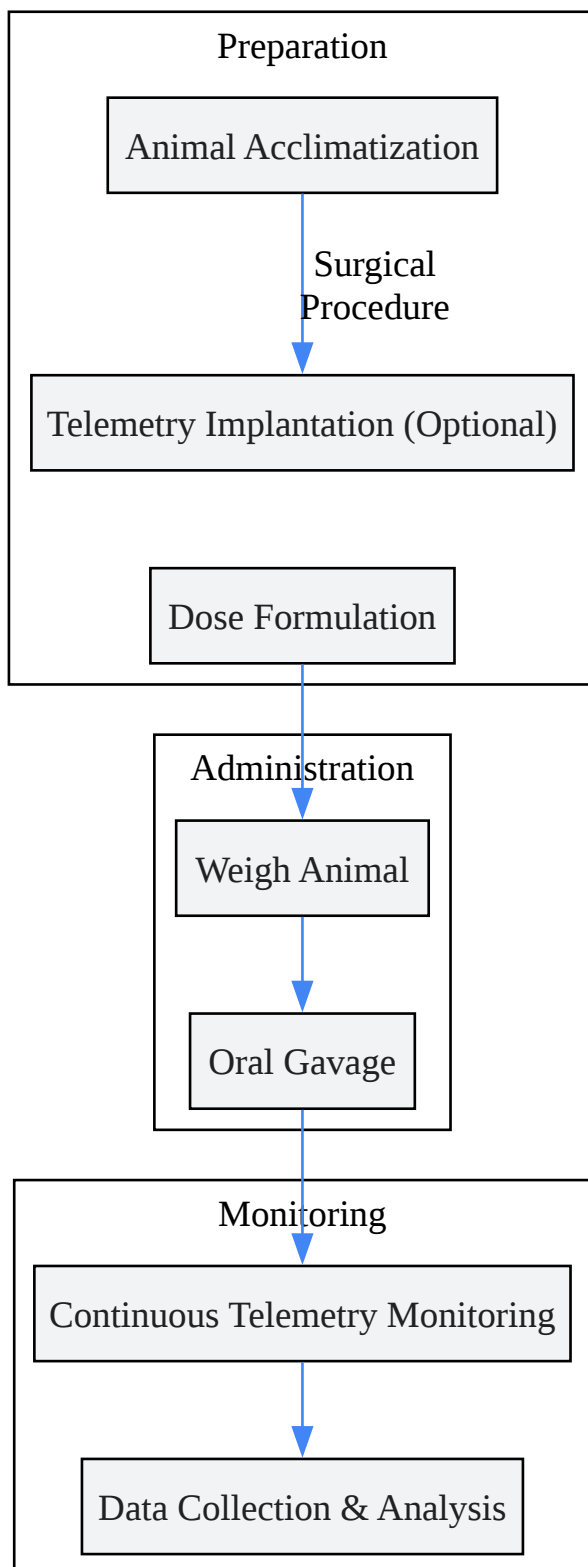 Preparation
Animal Acclimatization
Surgical
Procedure
Telemetry Implantation (Optional)
Dose Formulation
Administration
Weigh Animal
Oral Gavage
Monitoring
Continuous Telemetry Monitoring
Data Collection & Analysis